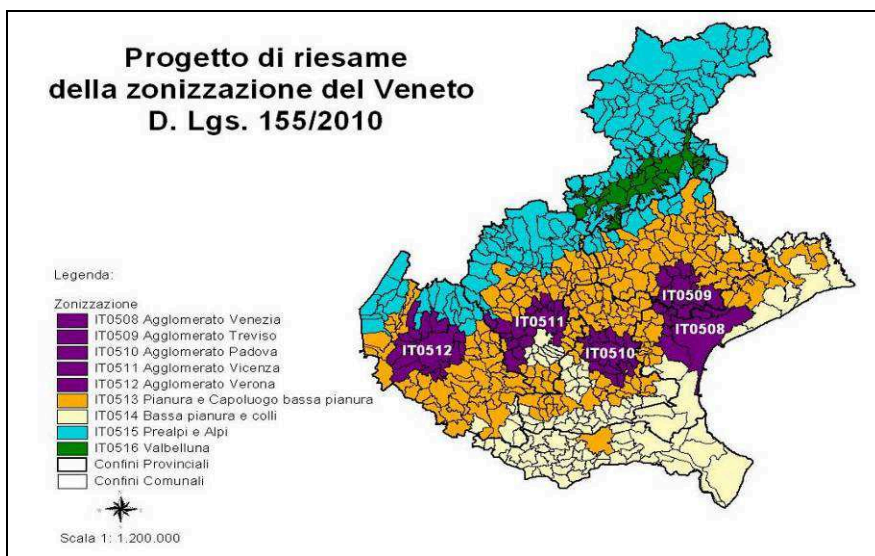 Progetto di riesame
della zonizzazione del Veneto
D. Lgs. 155/2010
Legenda:
Zonizzazione
IT0508 Agglomerato Venezia
IT0509 Agglomerato Treviso
IT0510 Agglomerato Padova
IT0511 Agglomerato Vicenza
IT0512 Agglomerato Verona
IT0513 Pianura e Capoluogo bassa pianura
IT0514 Bassa pianura e colli
IT0515 Prealpi e Alpi
IT0516 Valbelluna
Confini Provinciali
Confini Comunali
Scala 1: 1.200.000
IT0509
IT0511
IT0508
IT0512
IT0510